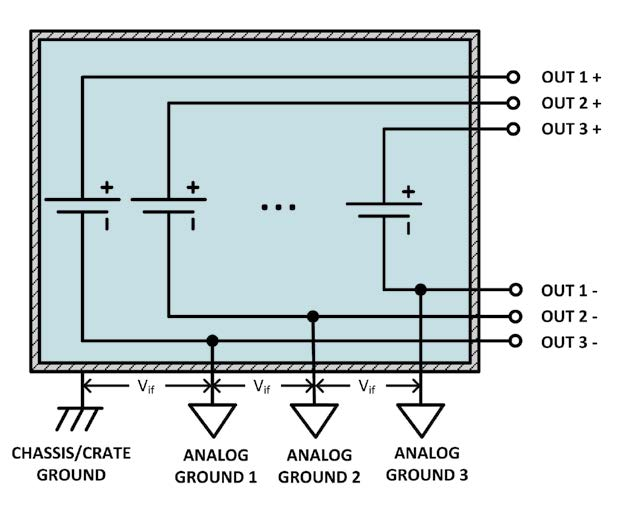 OUT 1 +
OUT 2 +
OUT 3 +
+
+
+
...
OUT 1 -
OUT 2 -
OUT 3 -
Vif
Vif
Vif
CHASSIS/CRATE
GROUND
ANALOG
GROUND 1
ANALOG
GROUND 2
ANALOG
GROUND 3